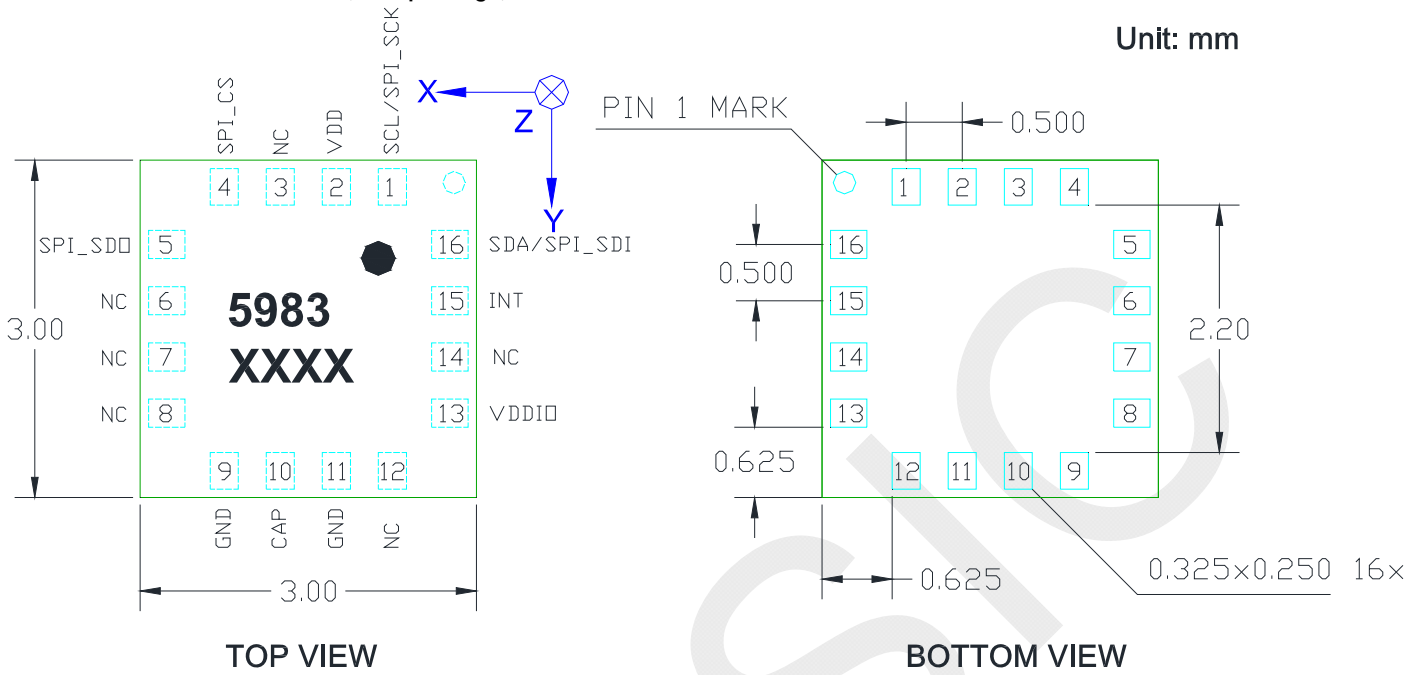 Unit: mm
SPI_CS
NC
VDD
SCL/SPI_SCK
X
Z
Y
PIN 1 MARK
0.500
4
3
2
1
1
2
3
4
SPI_SDO
5
16
SDA/SPI_SDI
16
5
0.500
NC
6
15
INT
15
6
3.00
5983
2.20
NC
7
XXXX
14
NC
14
7
NC
8
13
VDDIO
13
8
0.625
9
10
11
12
12
11
10
9
GND
CAP
GND
NC
0.625
0.325x0.250 16x
3.00
TOP VIEW
BOTTOM VIEW
SIC